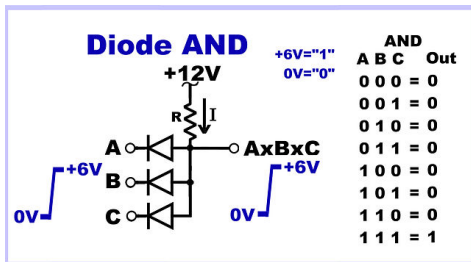 Diode AND
+6V="1"
0V="0"
+12V
R
I
A
B
C
AxBxC
+6V
0V
+6V
0V
AND
A B C Out
0 0 0 = 0
0 0 1 = 0
0 1 0 = 0
0 1 1 = 0
1 0 0 = 0
1 0 1 = 0
1 1 0 = 0
1 1 1 = 1